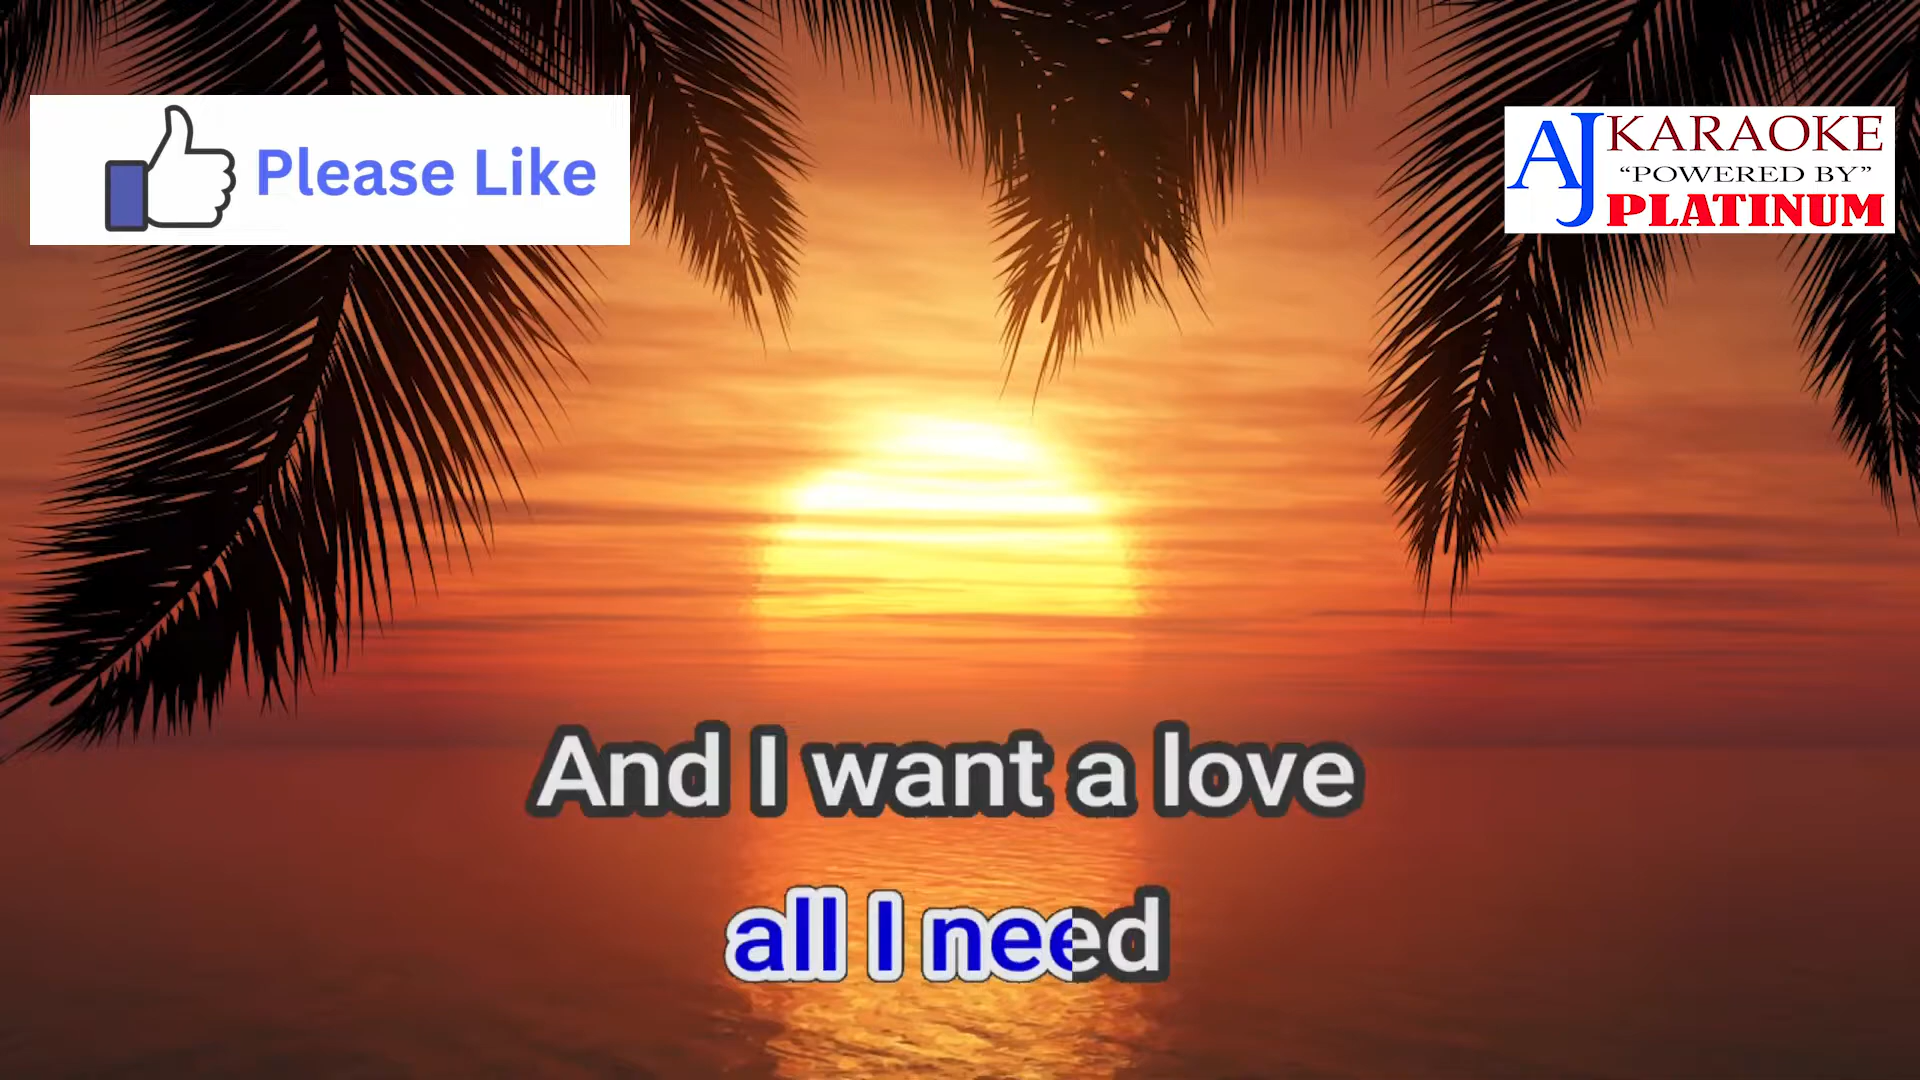 Please Like
AJ KARAOKE
“POWERED BY”
PLATINUM
And I want a love
all I need